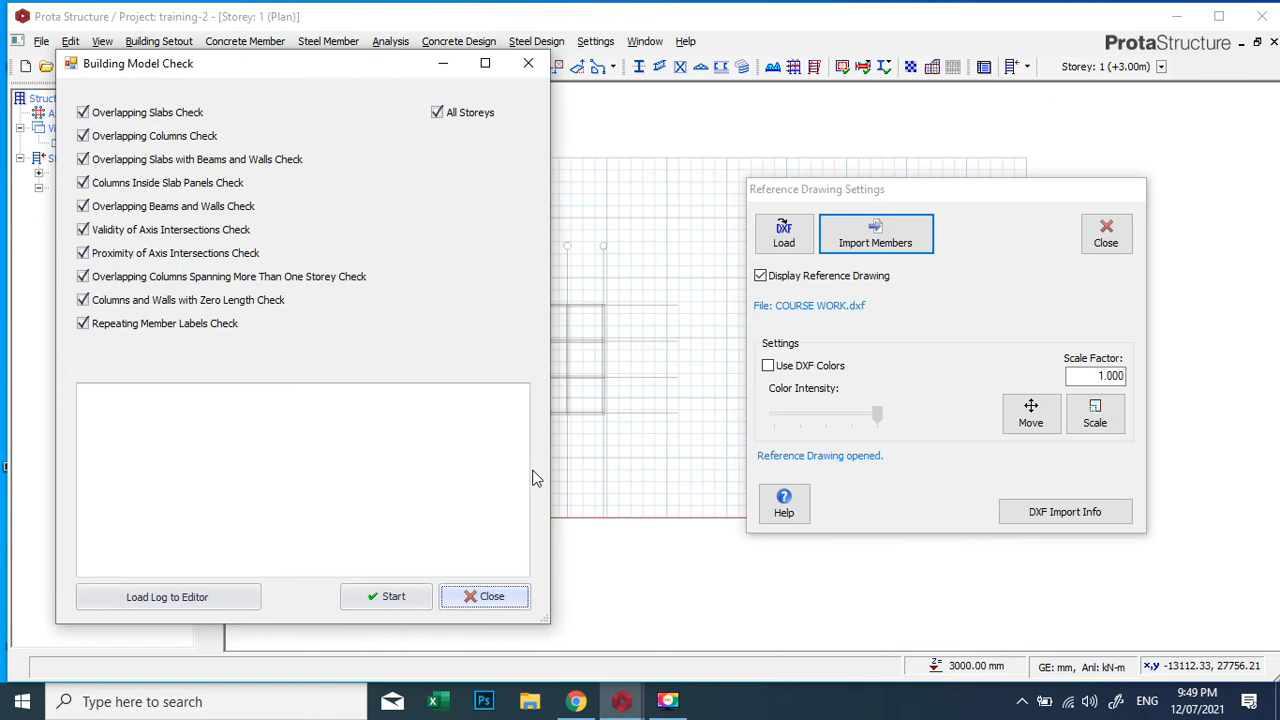 Prota Structure / Project: training-2 - [Storey: 1 (Plan)]
File Edit View Building Setout Concrete Member Steel Member Analysis Concrete Design Steel Design Settings Window Help
ProtaStructure
Storey: 1 (+3.00m)
Building Model Check
Overlapping Slabs Check
All Storeys
Overlapping Columns Check
Overlapping Slabs with Beams and Walls Check
Columns Inside Slab Panels Check
Overlapping Beams and Walls Check
Validity of Axis Intersections Check
Proximity of Axis Intersections Check
Overlapping Columns Spanning More Than One Storey Check
Columns and Walls with Zero Length Check
Repeating Member Labels Check
Load Log to Editor
Start
Close
Reference Drawing Settings
DXF
Load
Import Members
Close
Display Reference Drawing
File: COURSE WORK.dxf
Settings
Use DXF Colors
Color Intensity:
Scale Factor:
1.000
Move
Scale
Reference Drawing opened.
Help
DXF Import Info
Z= 3000.00 mm
GE: mm, Anl: kN-m
x,y -13112.33, 27756.21
Type here to search
ENG
9:49 PM
12/07/2021